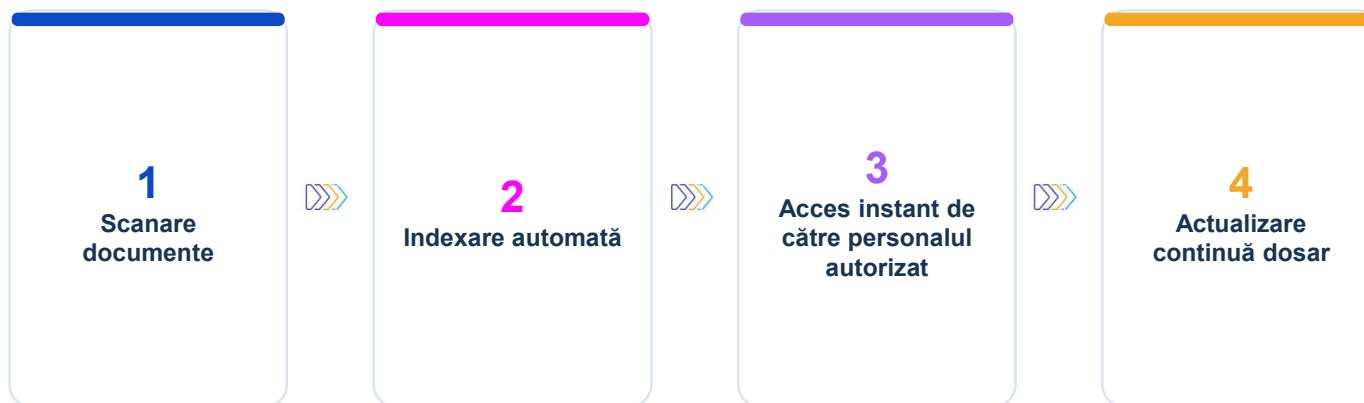 1
Scanare
documente
2
Indexare automată
3
Acces instant de
către personalul
autorizat
4
Actualizare
continuă dosar